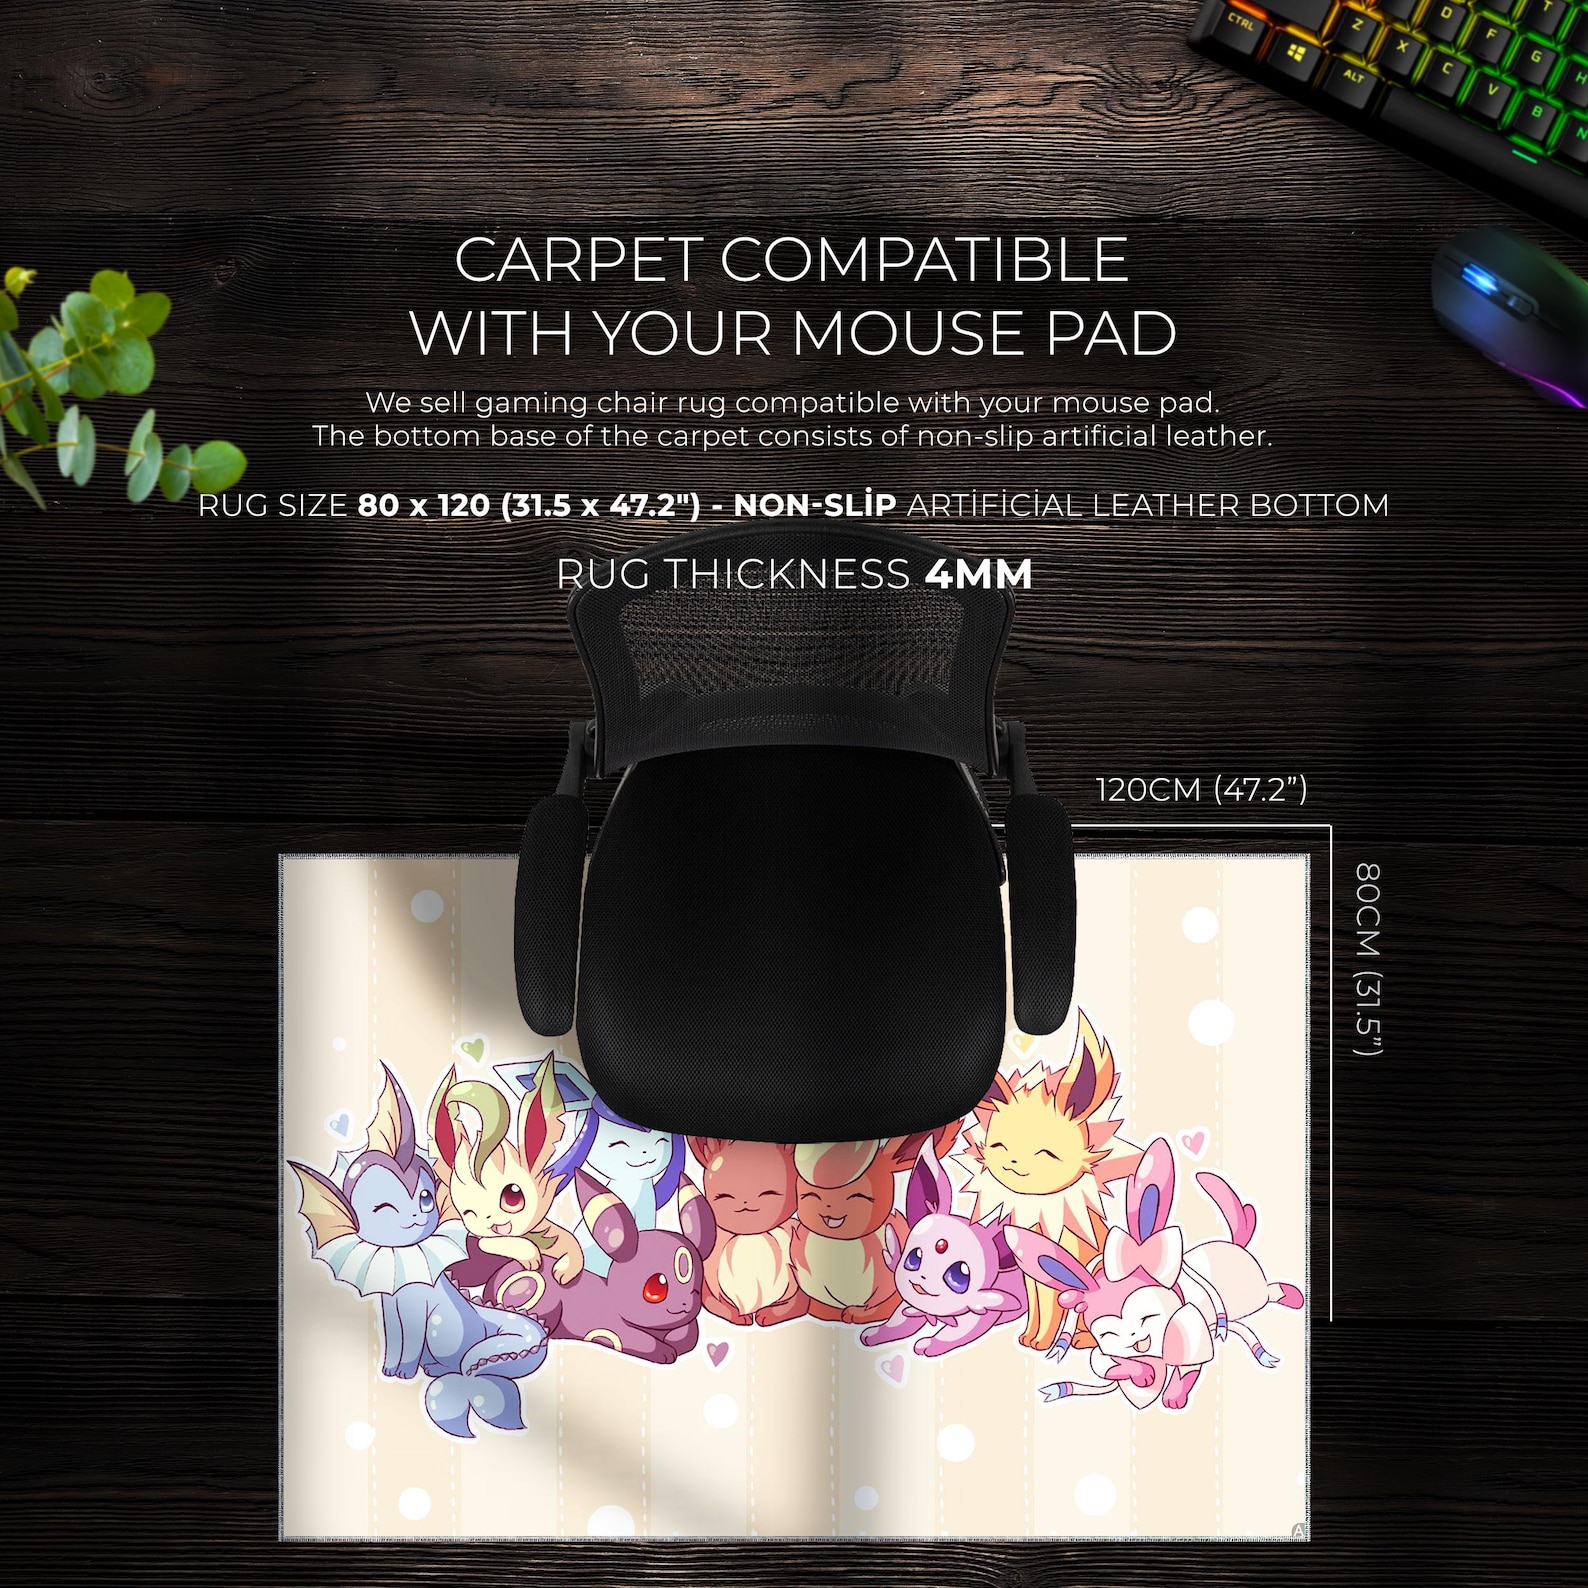 CTRL
ALT
Z
X
C
V
B
N
D
F
G
H
T
CARPET COMPATIBLE
WITH YOUR MOUSE PAD
We sell gaming chair rug compatible with your mouse pad.
The bottom base of the carpet consists of non-slip artificial leather.
RUG SIZE 80 x 120 (31.5 x 47.2") - NON-SLİP ARTİFİCİAL LEATHER BOTTOM
RUG THICKNESS 4MM
120CM (47.2”)
80CM (31.5”)
A